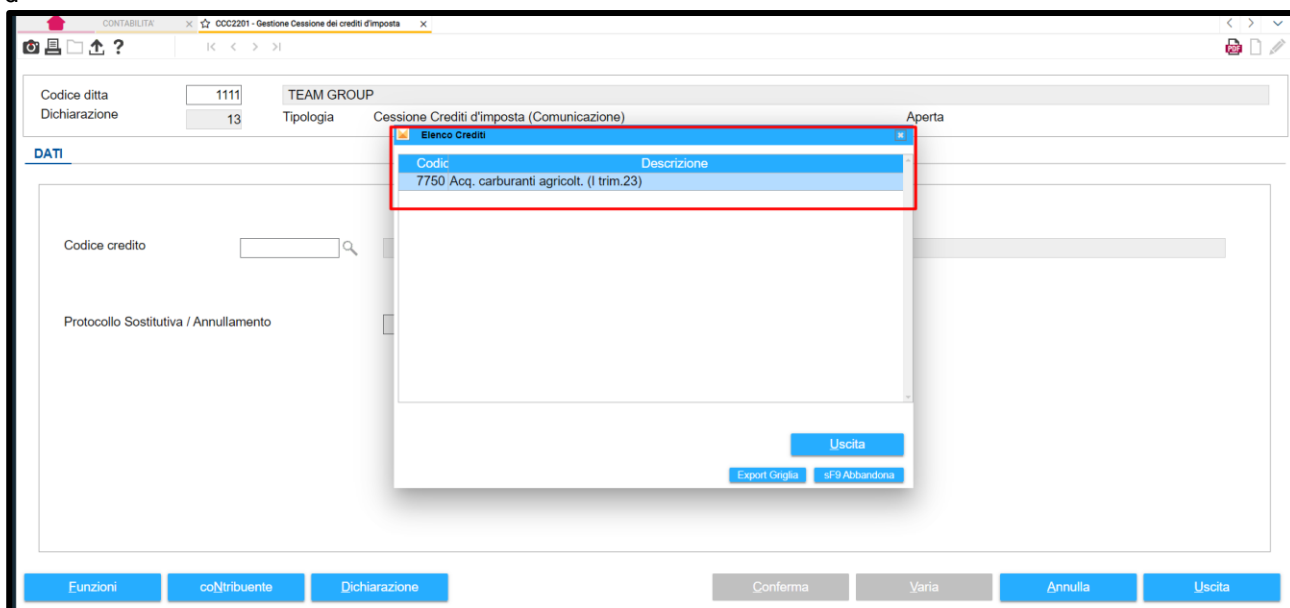 CONTABILITA' × ☆ CCC2201 - Gestione Cessione dei crediti d'imposta ×
?
PDF
Codice ditta 1111 TEAM GROUP
Dichiarazione 13 Tipologia Cessione Crediti d'imposta (Comunicazione) Aperta
Elenco Crediti
DATI
Codic Descrizione
7750 Acq. carburanti agricolt. (I trim.23)
Codice credito
Protocollo Sostitutiva / Annullamento
Uscita
Export Griglia sF9 Abbandona
Funzioni coNtribuente Dichiarazione Conferma Varia Annulla Uscita